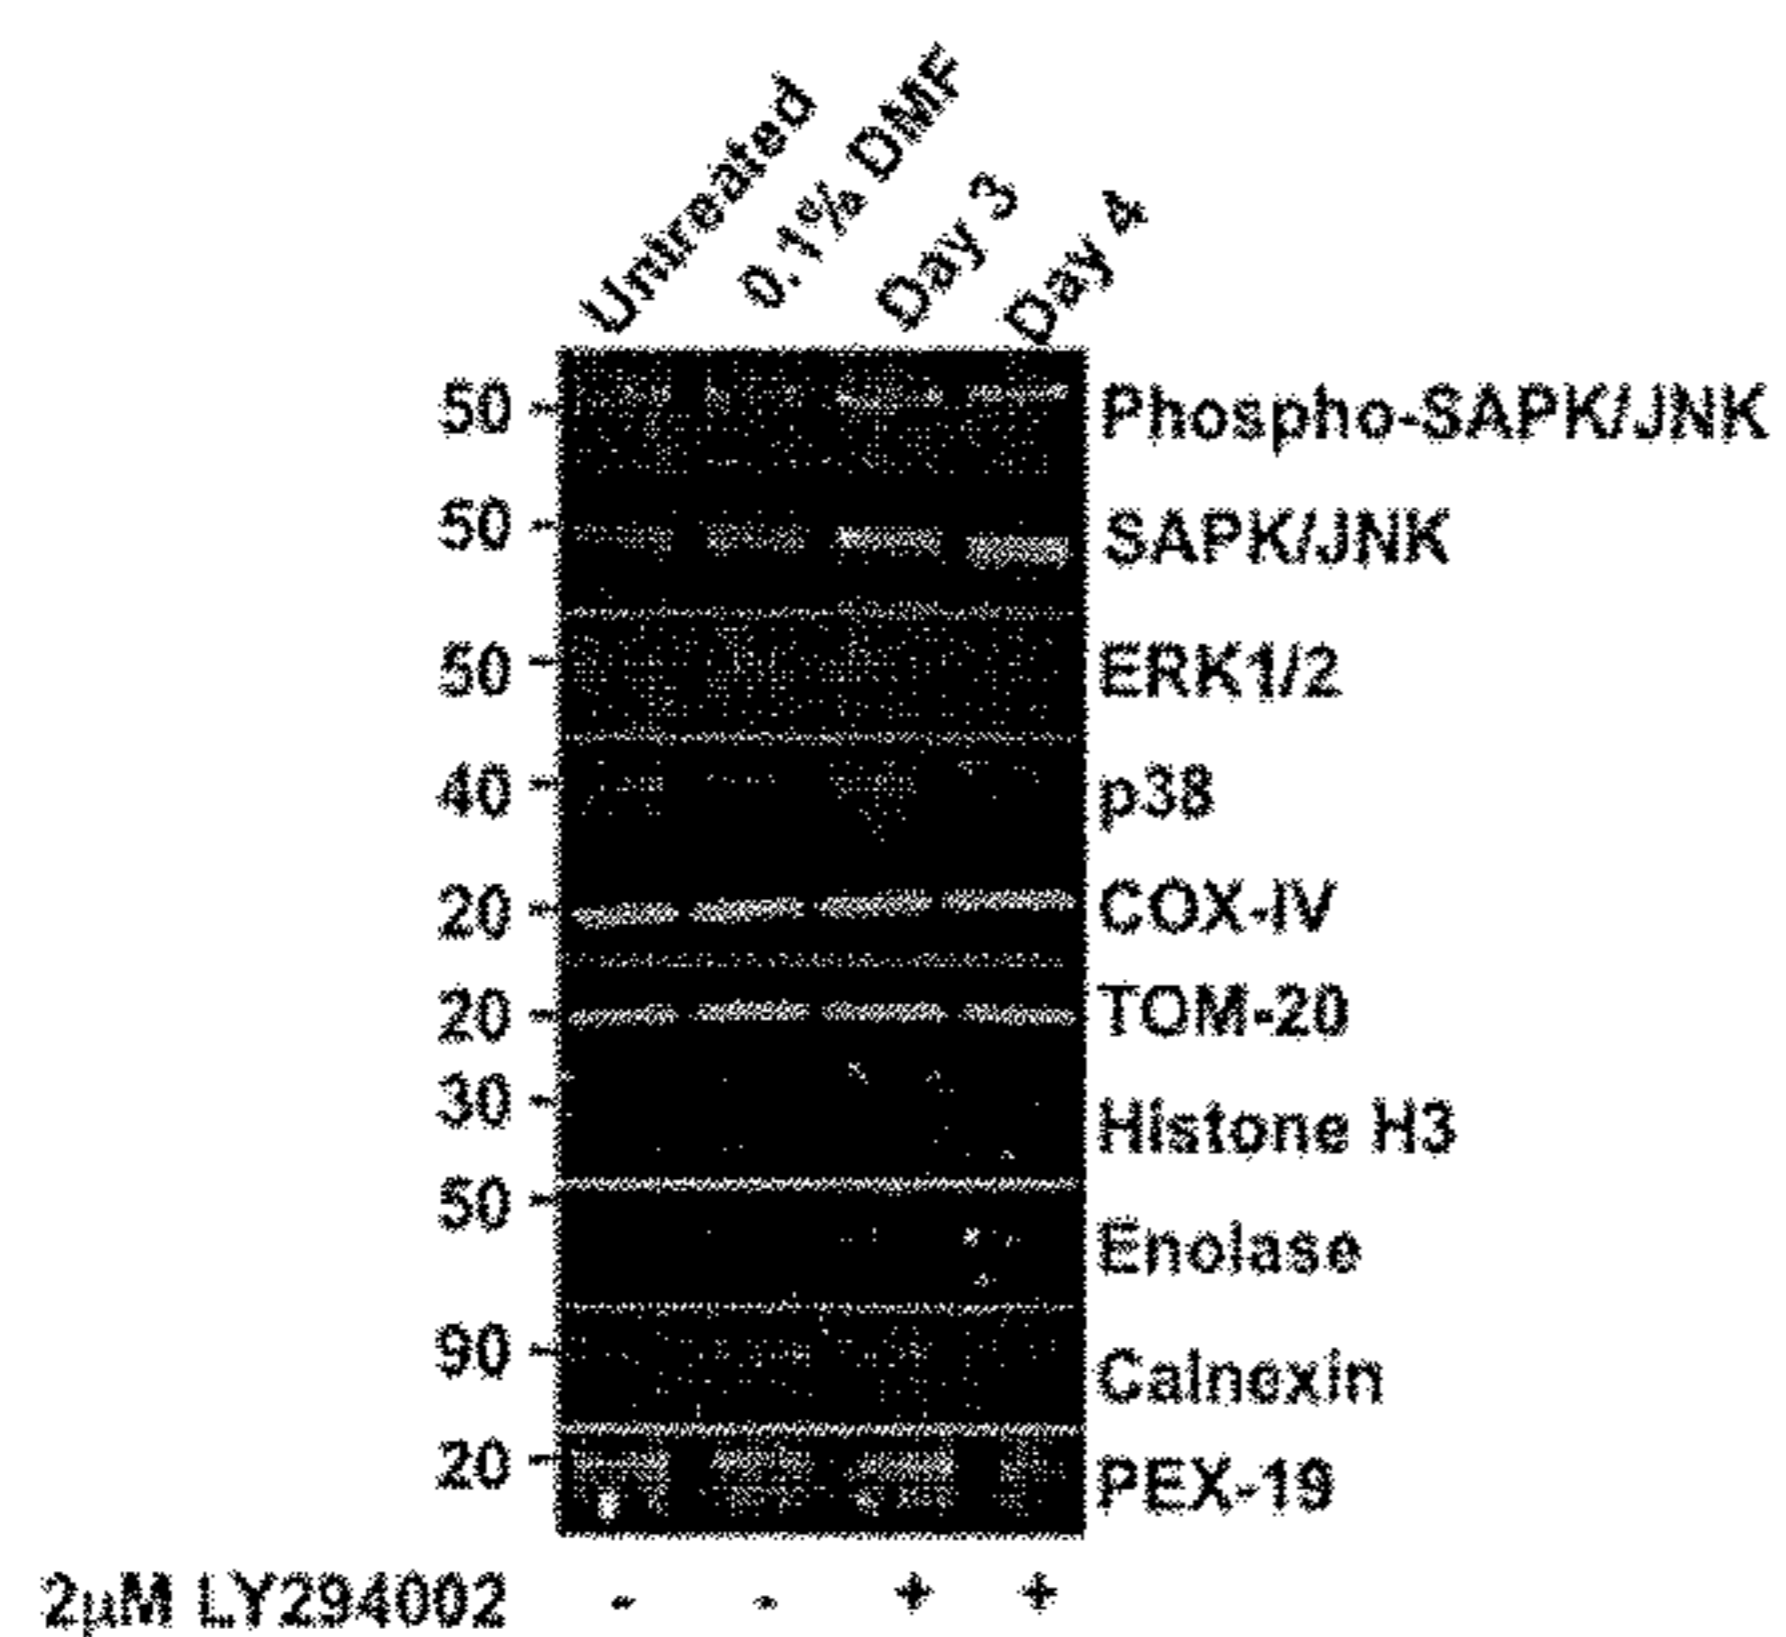 Untreated
0.1% DMF
Day 3
Day 4
50 Phospho-SAPK/JNK
50 SAPK/JNK
50 ERK1/2
40 p38
20 COX-IV
20 TOM-20
30 Histone H3
50 Enolase
90 Calnexin
20 PEX-19
2µM LY294002 - - + +